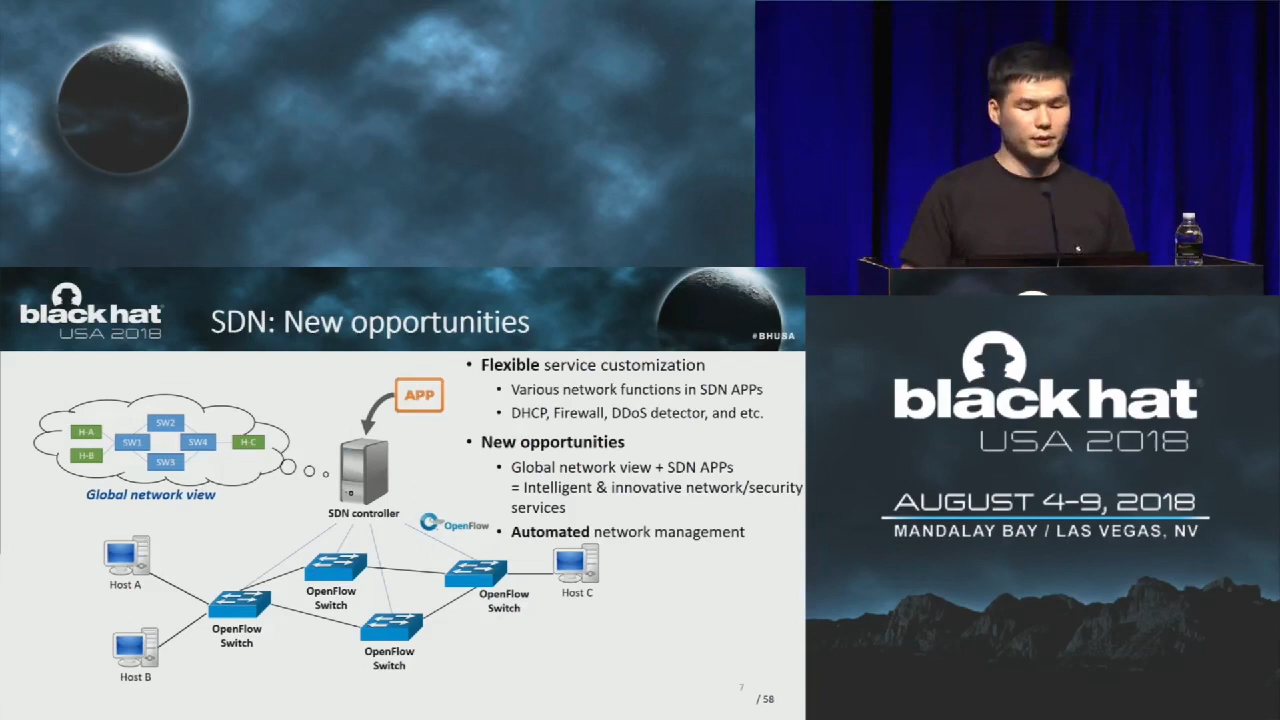 black hat
USA 2018
SDN: New opportunities
#BHUSA
APP
H-A
H-B
SW1
SW2
SW3
SW4
H-C
Global network view
SDN controller
OpenFlow
Host A
Host B
OpenFlow
Switch
OpenFlow
Switch
OpenFlow
Switch
OpenFlow
Switch
Host C
• Flexible service customization
• Various network functions in SDN APPs
• DHCP, Firewall, DDoS detector, and etc.
• New opportunities
• Global network view + SDN APPs
= Intelligent & innovative network/security
services
• Automated network management
7
/ 58
black hat
USA 2018
AUGUST 4-9, 2018
MANDALAY BAY / LAS VEGAS, NV